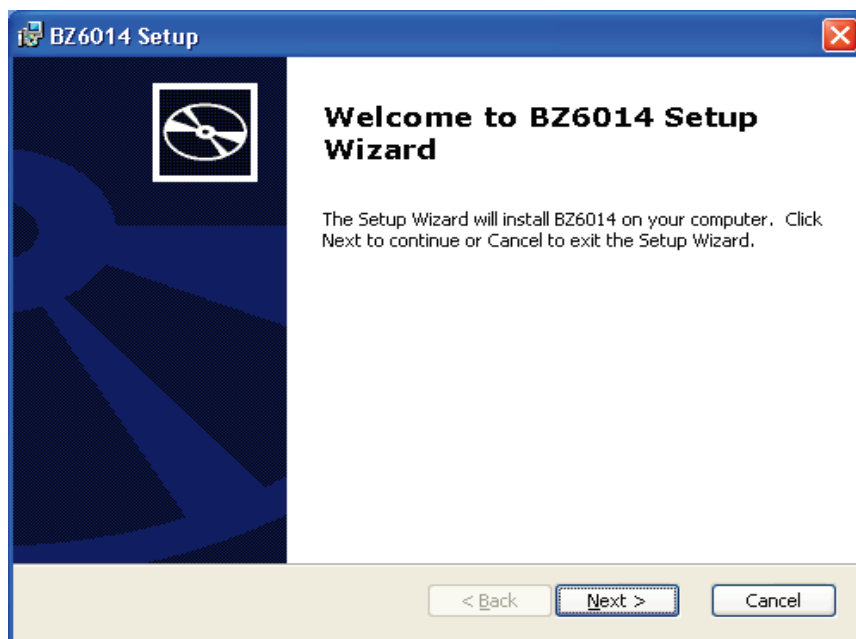 BZ6014 Setup
Welcome to BZ6014 Setup
Wizard
The Setup Wizard will install BZ6014 on your computer. Click
Next to continue or Cancel to exit the Setup Wizard.
< Back Next > Cancel